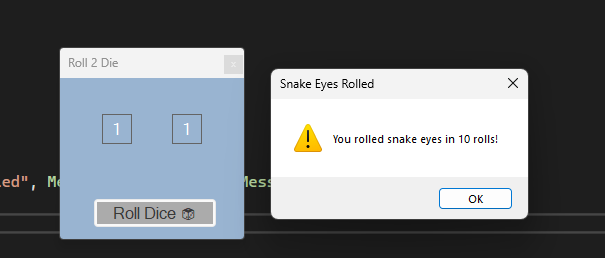 Roll 2 Die
1 1
Roll Dice
Snake Eyes Rolled
You rolled snake eyes in 10 rolls!
OK
ed", Me Mess